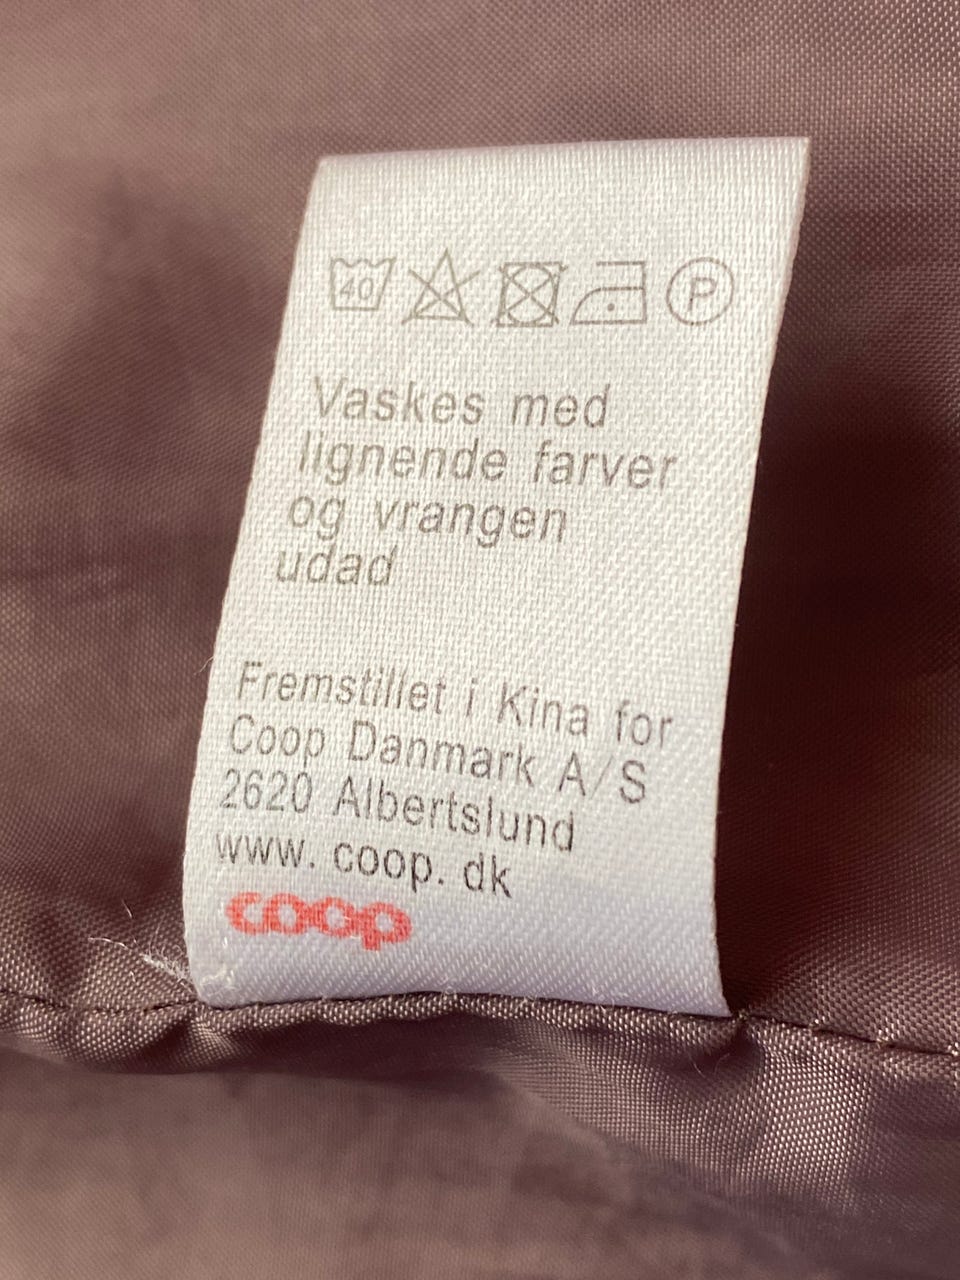 40 P
Vaskes med
lignende farver
og vrangen
udad
Fremstillet i Kina for
Coop Danmark A/S
2620 Albertslund
www. coop. dk
coop